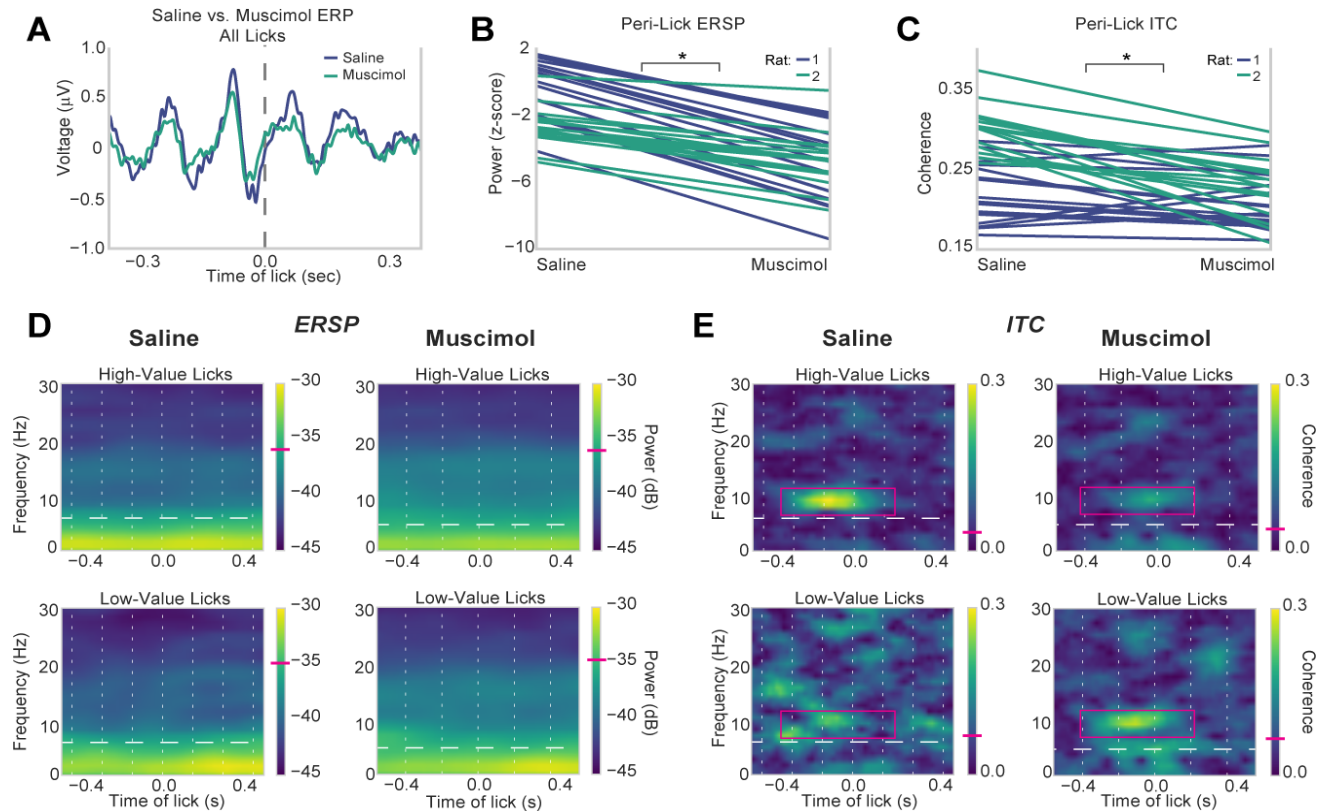 A
Saline vs. Muscimol ERP
All Licks
Saline
Muscimol
Voltage (µV)
1.0
0.5
0
−0.5
−1.0
−0.3
0.0
0.3
Time of lick (sec)
B
Peri-Lick ERSP
*
Rat: 1
2
Power (z-score)
2
−2
−6
−10
Saline
Muscimol
C
Peri-Lick ITC
*
Rat: 1
2
Coherence
0.35
0.25
0.15
Saline
Muscimol
D
ERSP
Saline
Muscimol
High-Value Licks
Frequency (Hz)
30
20
10
0
−0.4
0.0
0.4
−30
−35
−40
−45
High-Value Licks
30
20
10
0
−0.4
0.0
0.4
−30
−35
−40
−45
Power (dB)
Low-Value Licks
Frequency (Hz)
30
20
10
0
−0.4
0.0
0.4
Time of lick (s)
−30
−35
−40
−45
Low-Value Licks
30
20
10
0
−0.4
0.0
0.4
Time of lick (s)
−30
−35
−40
−45
Power (dB)
E
ITC
Saline
Muscimol
High-Value Licks
Frequency (Hz)
30
20
10
0
−0.4
0.0
0.4
0.3
0.0
High-Value Licks
30
20
10
0
−0.4
0.0
0.4
0.3
0.0
Coherence
Low-Value Licks
Frequency (Hz)
30
20
10
0
−0.4
0.0
0.4
Time of lick (s)
0.3
0.0
Low-Value Licks
30
20
10
0
−0.4
0.0
0.4
Time of lick (s)
0.3
0.0
Coherence